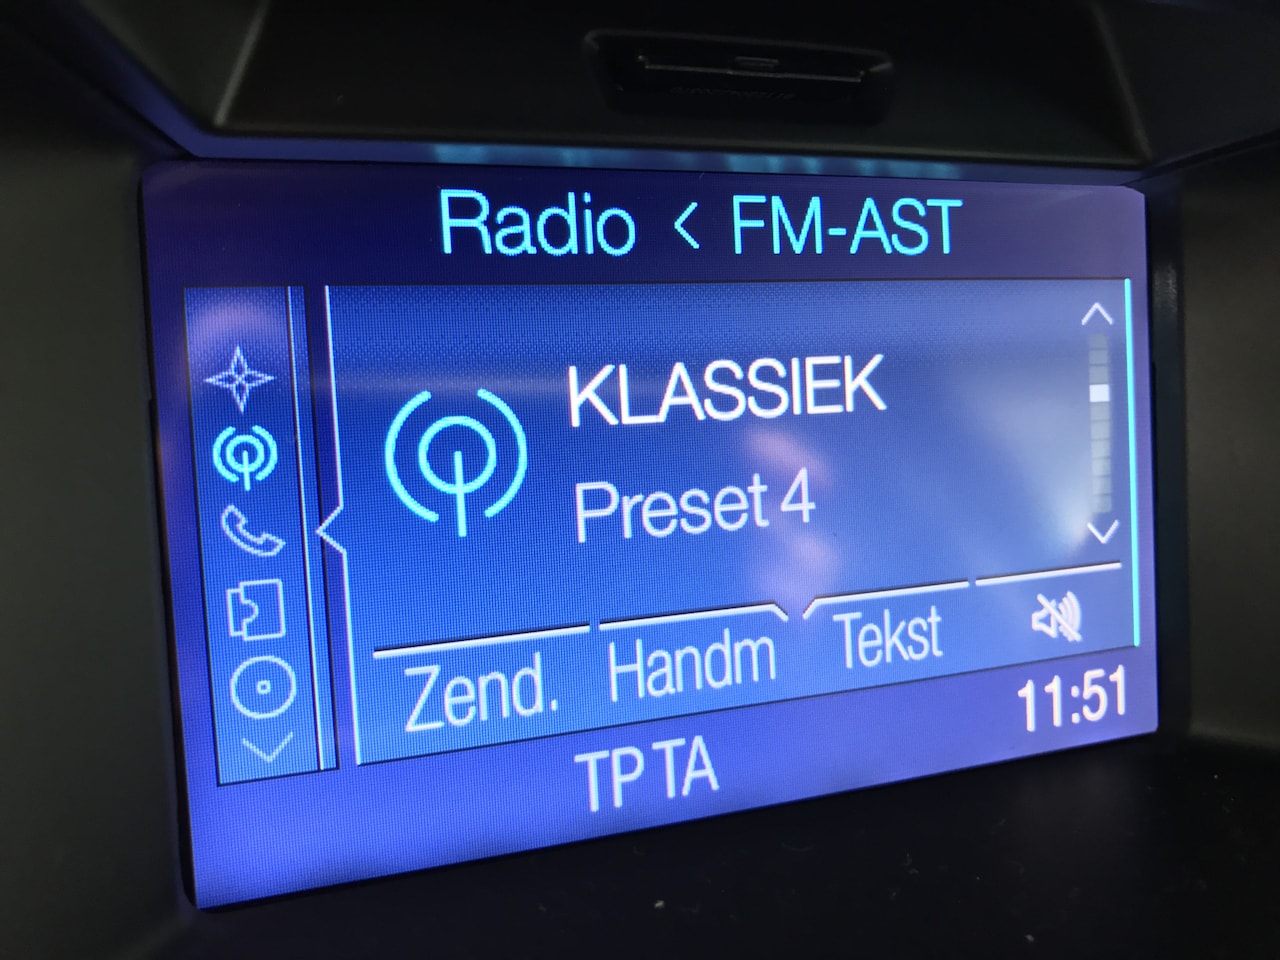 Radio < FM-AST
KLASSIEK
Preset 4
Zend. Handm Tekst
11:51
TP TA